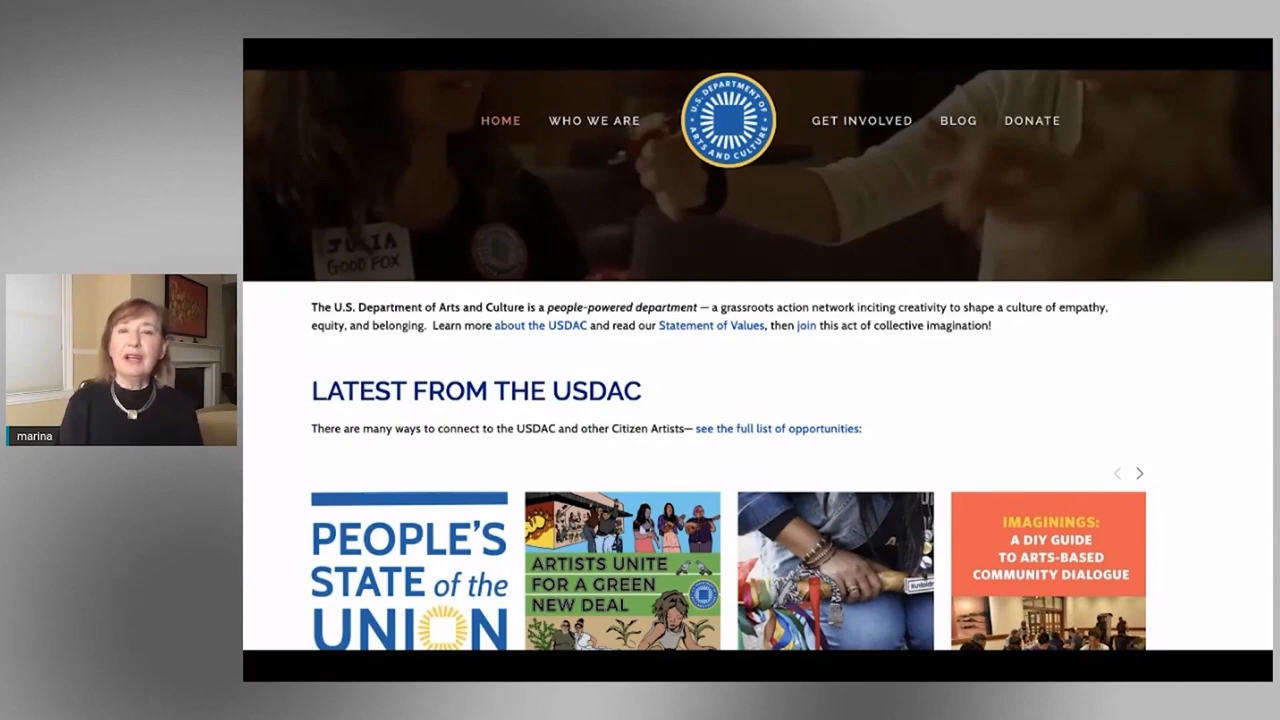 HOME
WHO WE ARE
U.S. DEPARTMENT OF
ARTS AND CULTURE
GET INVOLVED
BLOG
DONATE
JULIA
GOOD FOX
The U.S. Department of Arts and Culture is a people-powered department — a grassroots action network inciting creativity to shape a culture of empathy,
equity, and belonging. Learn more about the USDAC and read our Statement of Values, then join this act of collective imagination!
LATEST FROM THE USDAC
There are many ways to connect to the USDAC and other Citizen Artists— see the full list of opportunities:
marina
PEOPLE'S
STATE of the
UNION
ARTISTS UNITE
FOR A GREEN
NEW DEAL
IMAGININGS:
A DIY GUIDE
TO ARTS-BASED
COMMUNITY DIALOGUE